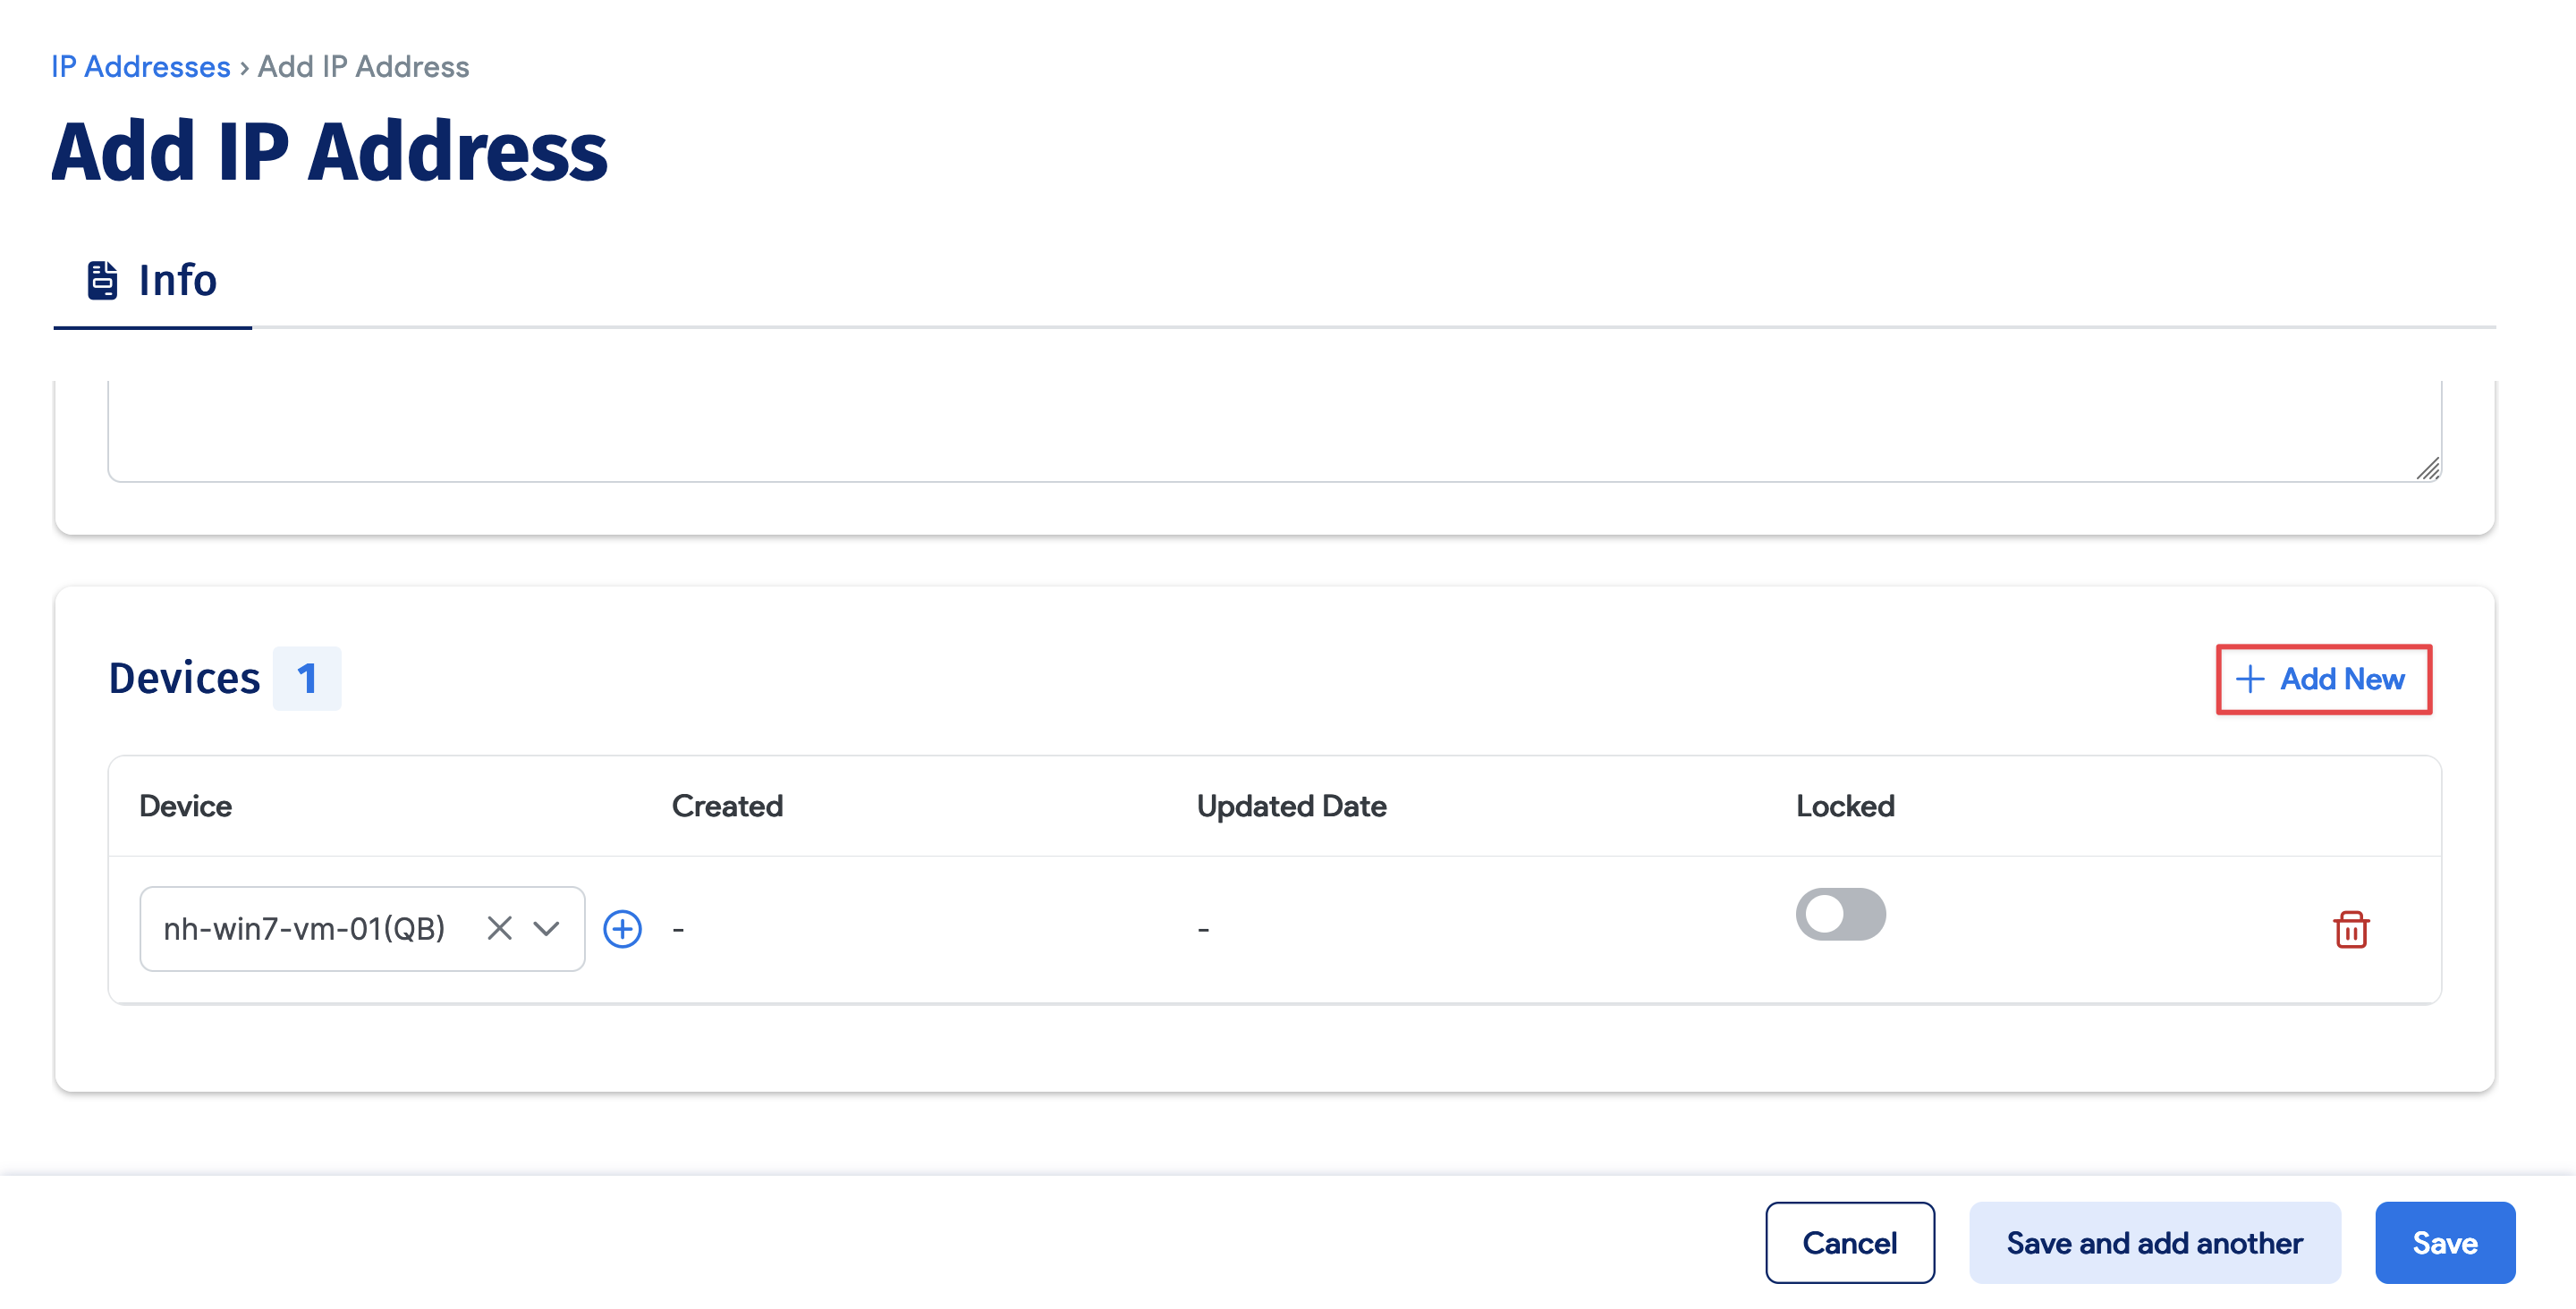 IP Addresses › Add IP Address
Add IP Address
Info
Devices 1
Add New
Device Created Updated Date Locked
nh-win7-vm-01(QB) - -
Cancel Save and add another Save